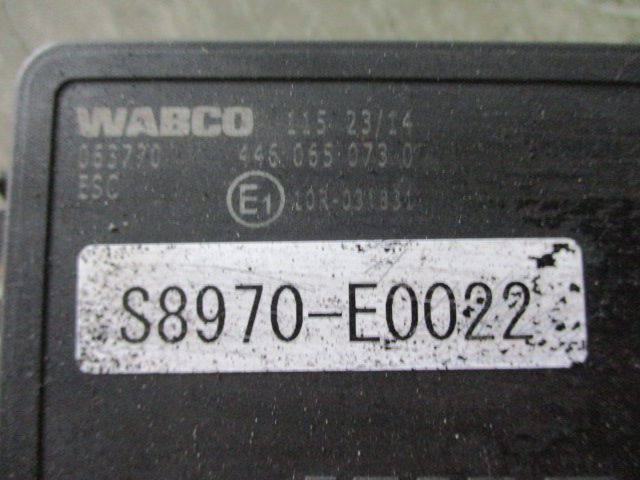 WABCO 115 23/14
053770 446 065 073 0
ESC
E1 10R-031831
S8970-E0022